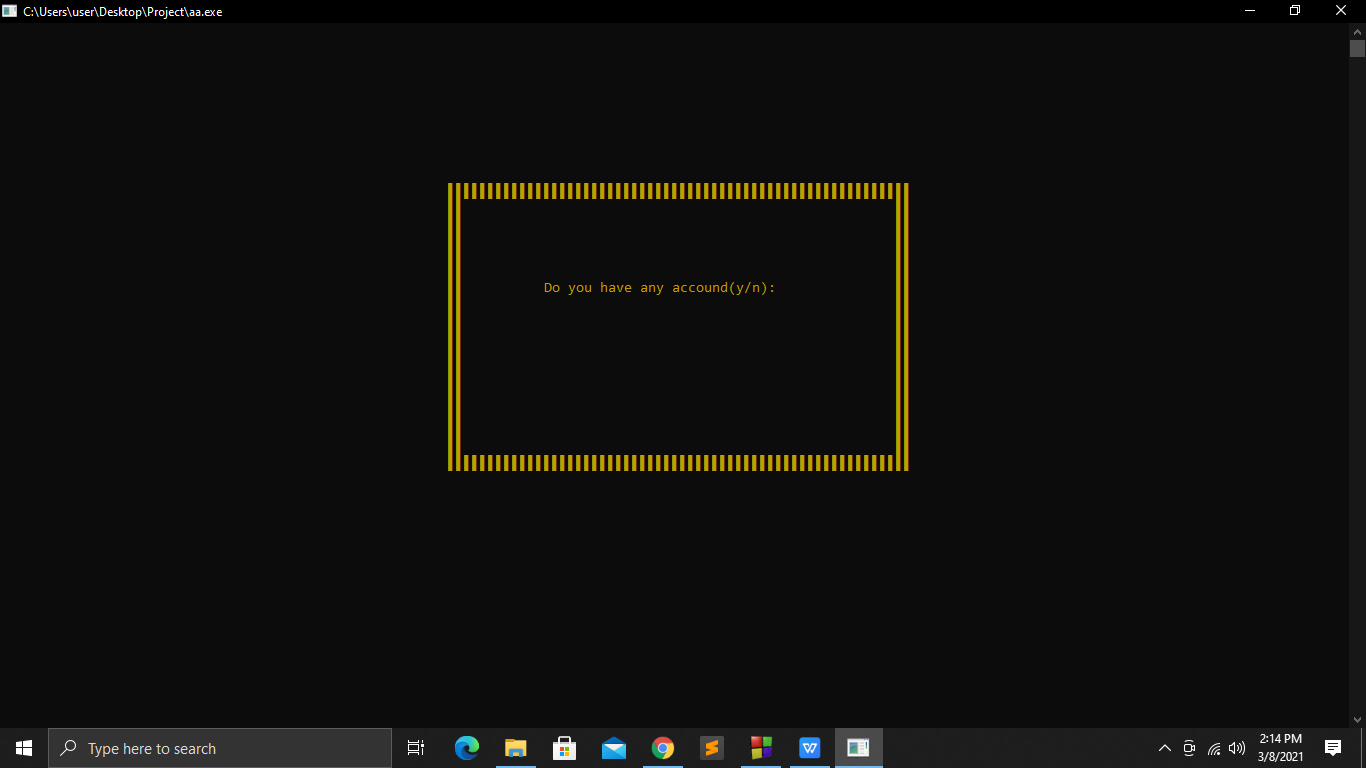 C:\Users\user\Desktop\Project\aa.exe
Do you have any accound(y/n):
Type here to search
2:14 PM
3/8/2021